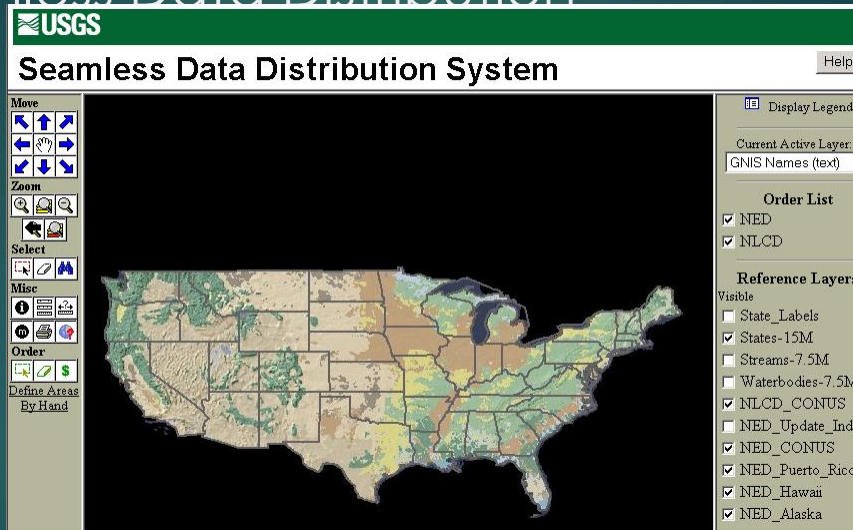 USGS
Seamless Data Distribution System
Help
Move
Zoom
Select
Misc
Order
Define Areas
By Hand
Display Legend
Current Active Layer:
GNIS Names (text)
Order List
NED
NLCD
Reference Layers
Visible
State_Labels
States-15M
Streams-7.5M
Waterbodies-7.5M
NLCD_CONUS
NED_Update_Ind
NED_CONUS
NED_Puerto_Rico
NED_Hawaii
NED_Alaska